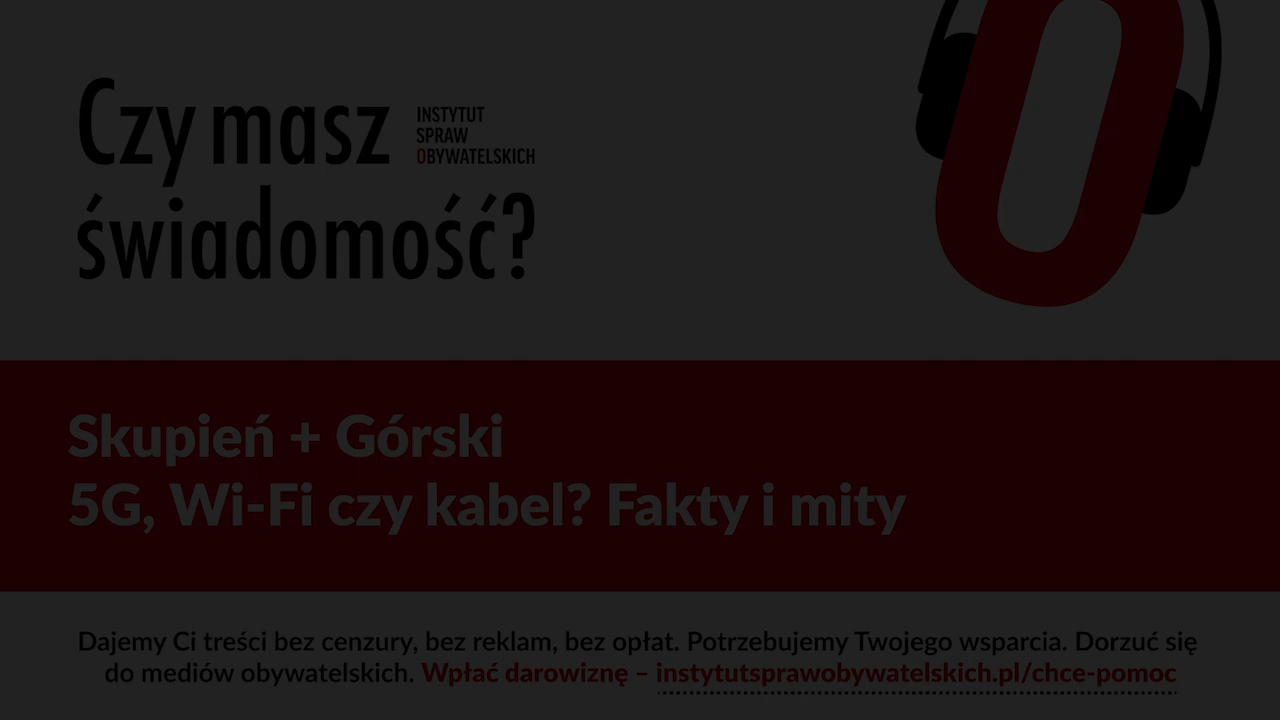 Czy masz
INSTYTUT
SPRAW
OBYWATELSKICH
świadomość?
Skupień + Górski
5G, Wi-Fi czy kabel? Fakty i mity
Dajemy Ci treści bez cenzury, bez reklam, bez opłat. Potrzebujemy Twojego wsparcia. Dorzuć się
do mediów obywatelskich. Wpłać darowiznę – instytutsprawobywatelskich.pl/chce-pomoc